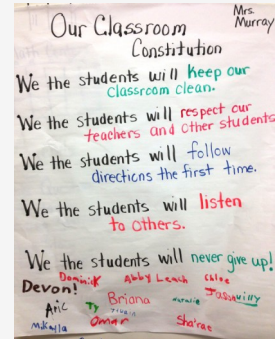 Mrs.
Murray
Our Classroom
Constitution
We the students will keep our
classroom clean.
We the students will respect our
teachers and other students
We the students will follow
directions the first time.
We the students will listen
to others.
We the students will never give up!
Dominik Abby Leach Chloe
Devon!
Aric Ty Briana Natalie
Mikayla Omar Sha'rae